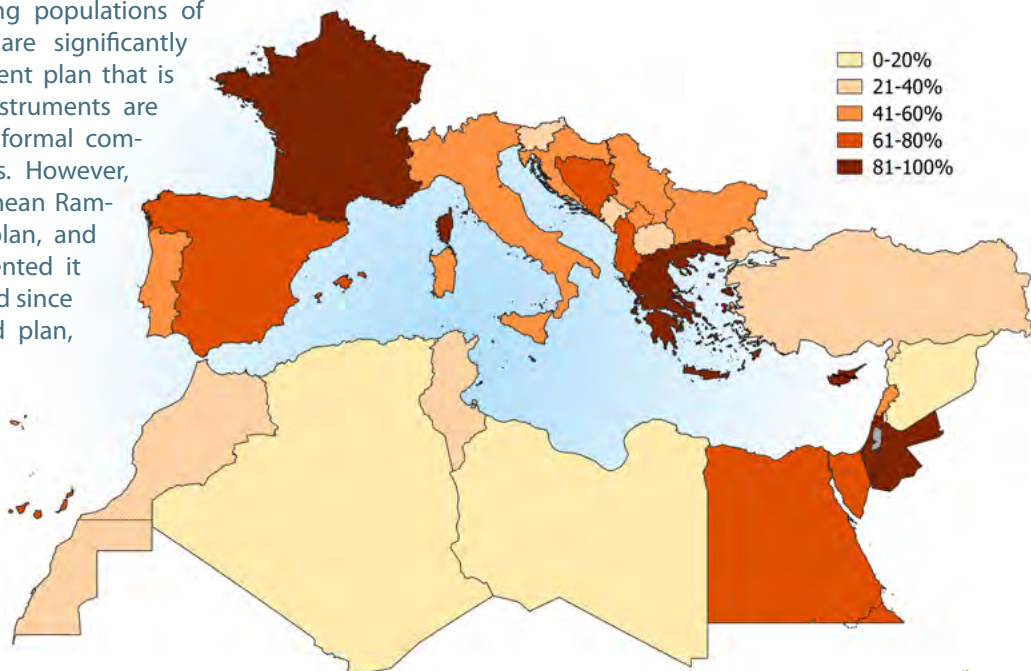 ng populations of
are significantly
ent plan that is
nstruments are
formal com-
s. However,
nean Ram-
plan, and
ented it
d since
d plan,
0-20%
21-40%
41-60%
61-80%
81-100%